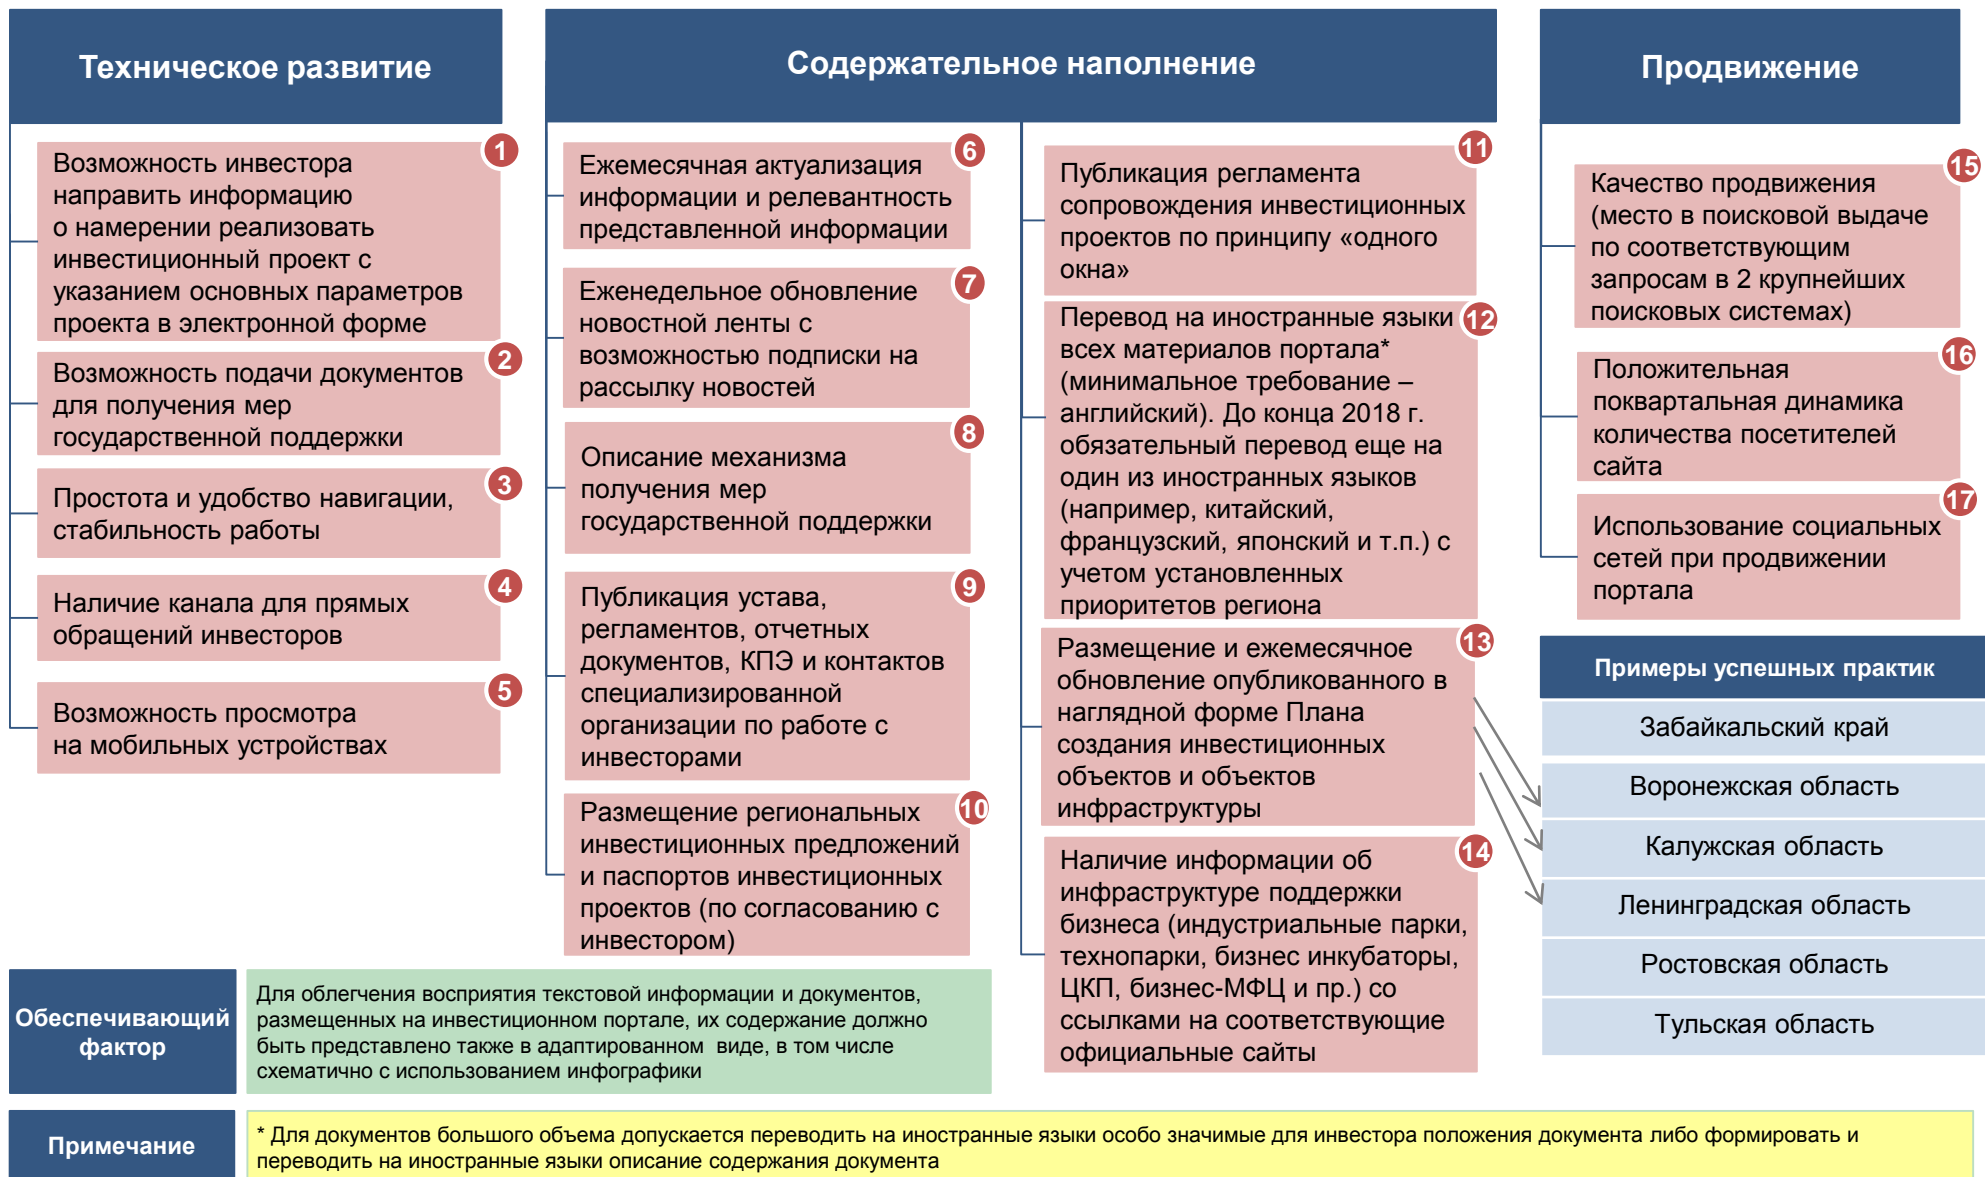 Техническое развитие
1
Возможность инвестора
направить информацию
о намерении реализовать
инвестиционный проект с
указанием основных параметров
проекта в электронной форме
2
Возможность подачи документов
для получения мер
государственной поддержки
3
Простота и удобство навигации,
стабильность работы
4
Наличие канала для прямых
обращений инвесторов
5
Возможность просмотра
на мобильных устройствах
Содержательное наполнение
6
Ежемесячная актуализация
информации и релевантность
представленной информации
7
Еженедельное обновление
новостной ленты с
возможностью подписки на
рассылку новостей
8
Описание механизма
получения мер
государственной поддержки
9
Публикация устава,
регламентов, отчетных
документов, КПЭ и контактов
специализированной
организации по работе с
инвесторами
10
Размещение региональных
инвестиционных предложений
и паспортов инвестиционных
проектов (по согласованию с
инвестором)
11
Публикация регламента
сопровождения инвестиционных
проектов по принципу «одного
окна»
12
Перевод на иностранные языки
всех материалов портала*
(минимальное требование –
английский). До конца 2018 г.
обязательный перевод еще на
один из иностранных языков
(например, китайский,
французский, японский и т.п.) с
учетом установленных
приоритетов региона
13
Размещение и ежемесячное
обновление опубликованного в
наглядной форме Плана
создания инвестиционных
объектов и объектов
инфраструктуры
14
Наличие информации об
инфраструктуре поддержки
бизнеса (индустриальные парки,
технопарки, бизнес инкубаторы,
ЦКП, бизнес-МФЦ и пр.) со
ссылками на соответствующие
официальные сайты
Продвижение
15
Качество продвижения
(место в поисковой выдаче
по соответствующим
запросам в 2 крупнейших
поисковых системах)
16
Положительная
поквартальная динамика
количества посетителей
сайта
17
Использование социальных
сетей при продвижении
портала
Примеры успешных практик
Забайкальский край
Воронежская область
Калужская область
Ленинградская область
Ростовская область
Тульская область
Обеспечивающий
фактор
Для облегчения восприятия текстовой информации и документов,
размещенных на инвестиционном портале, их содержание должно
быть представлено также в адаптированном виде, в том числе
схематично с использованием инфографики
Примечание
* Для документов большого объема допускается переводить на иностранные языки особо значимые для инвестора положения документа либо формировать и
переводить на иностранные языки описание содержания документа